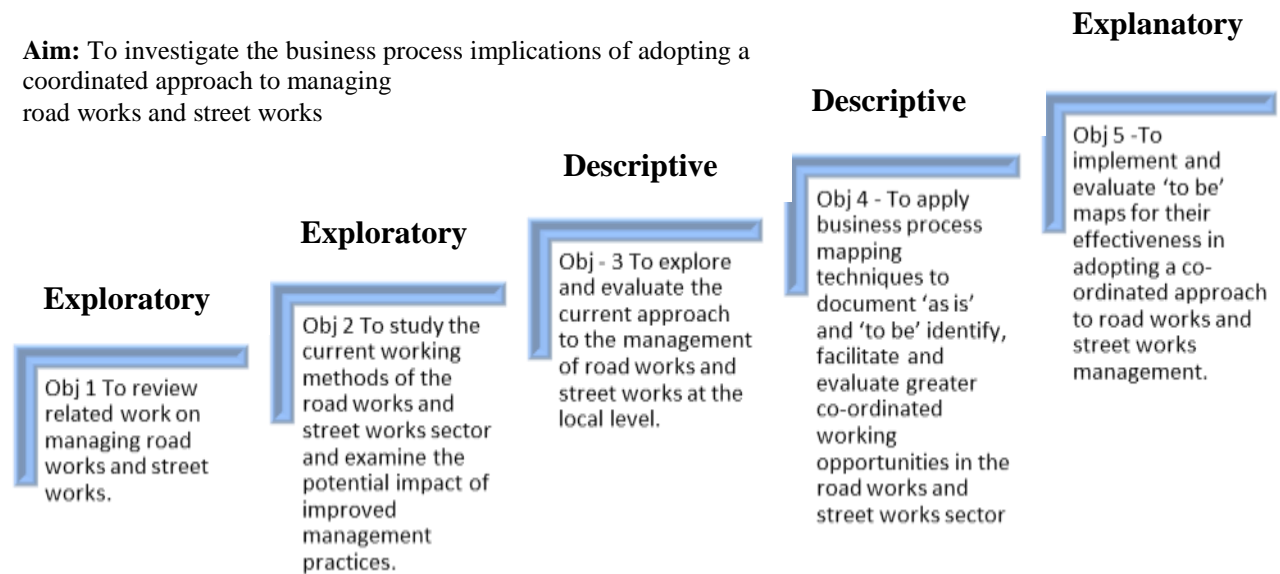 Aim: To investigate the business process implications of adopting a
coordinated approach to managing
road works and street works
Exploratory
Obj 1 To review
related work on
managing road
works and street
works.
Exploratory
Obj 2 To study the
current working
methods of the
road works and
street works sector
and examine the
potential impact of
improved
management
practices.
Descriptive
Obj - 3 To explore
and evaluate the
current approach
to the management
of road works and
street works at the
local level.
Descriptive
Obj 4 - To apply
business process
mapping
techniques to
document ‘as is’
and ‘to be’ identify,
facilitate and
evaluate greater
co-ordinated
working
opportunities in the
road works and
street works sector
Explanatory
Obj 5 -To
implement and
evaluate ‘to be’
maps for their
effectiveness in
adopting a co-
ordinated approach
to road works and
street works
management.